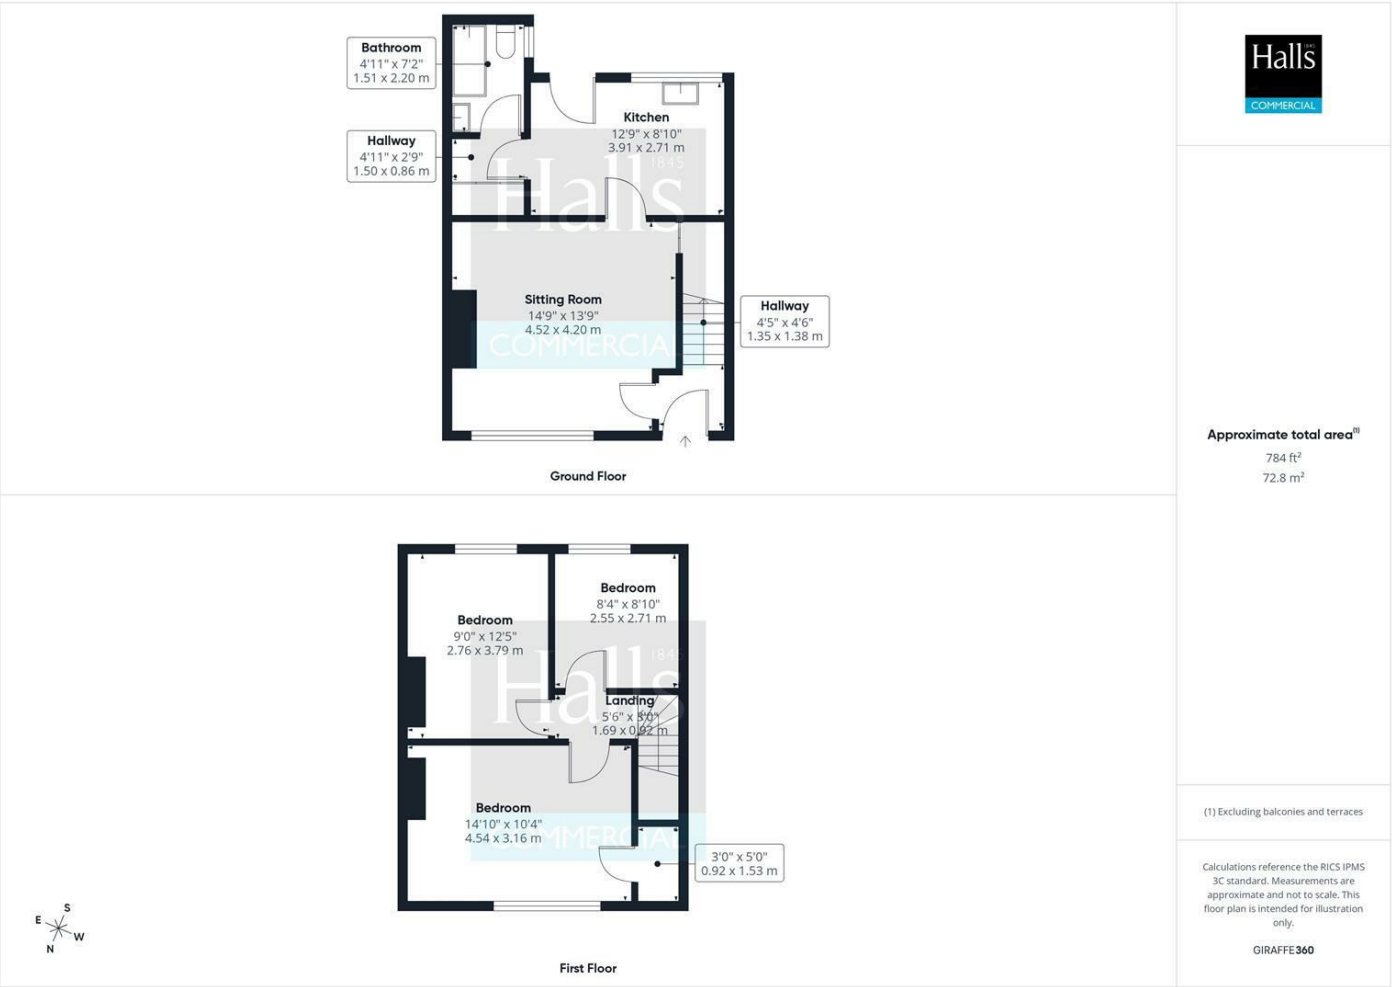 Bathroom
4'11" x 7'2"
1.51 x 2.20 m
Hallway
4'11" x 2'9"
1.50 x 0.86 m
Kitchen
12'9" x 8'10"
3.91 x 2.71 m
1845
Halls
Sitting Room
14'9" x 13'9"
4.52 x 4.20 m
COMMERCIAL
Hallway
4'5" x 4'6"
1.35 x 1.38 m
Ground Floor
Bedroom
8'4" x 8'10"
2.55 x 2.71 m
Bedroom
9'0" x 12'5"
2.76 x 3.79 m
1845
Halls
Landing
5'6" x 3'0"
1.69 x 0.92 m
Bedroom
14'10" x 10'4"
4.54 x 3.16 m
COMMERCIAL
3'0" x 5'0"
0.92 x 1.53 m
S
E
W
N
First Floor
1845
Halls
COMMERCIAL
Approximate total area(1)
784 ft²
72.8 m²
(1) Excluding balconies and terraces
Calculations reference the RICS IPMS
3C standard. Measurements are
approximate and not to scale. This
floor plan is intended for illustration
only.
GIRAFFE360